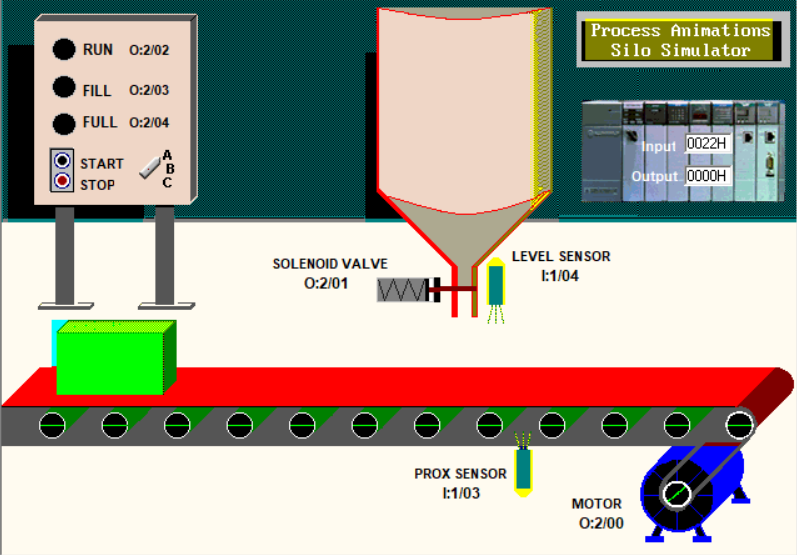 Process Animations
Silo Simulator
RUN O:2/02
FILL O:2/03
FULL O:2/04
START
STOP
A
B
C
Input 0022H
Output 0000H
SOLENOID VALVE
O:2/01
LEVEL SENSOR
I:1/04
PROX SENSOR
I:1/03
MOTOR
O:2/00